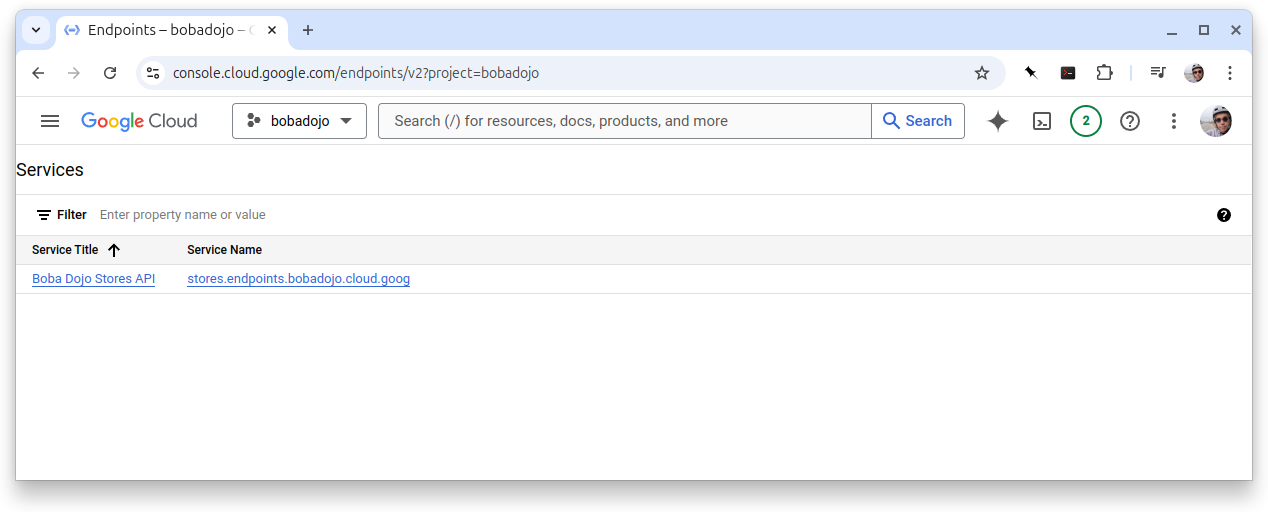 Endpoints – bobadojo –
console.cloud.google.com/endpoints/v2?project=bobadojo
Google Cloud
bobadojo
Search (/) for resources, docs, products, and more
Search
2
Services
Filter
Enter property name or value
Service Title
Service Name
Boba Dojo Stores API
stores.endpoints.bobadojo.cloud.goog